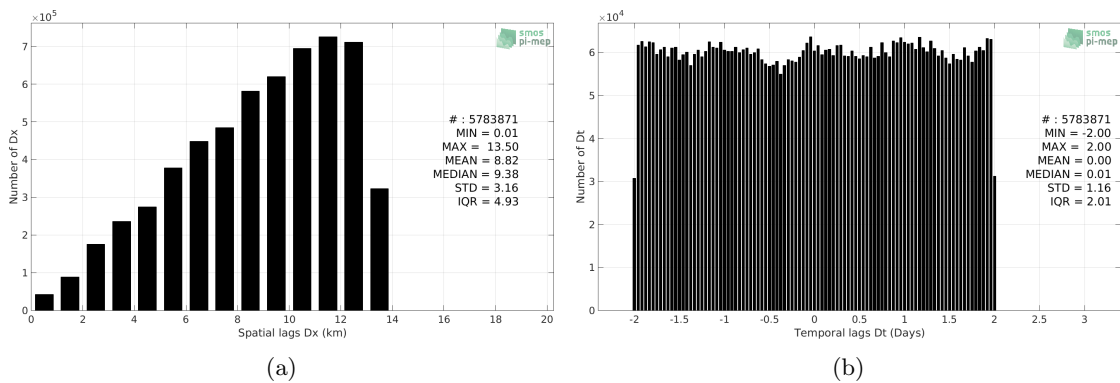 ×10⁵
7
6
5
4
3
2
1
0
Number of Dx
0 2 4 6 8 10 12 14 16 18 20
Spatial lags Dx (km)
smos
pi-mep
# : 5783871
MIN = 0.01
MAX = 13.50
MEAN = 8.82
MEDIAN = 9.38
STD = 3.16
IQR = 4.93
(a)
×10⁴
6
5
4
3
2
1
0
Number of Dt
-2 -1.5 -1 -0.5 0 0.5 1 1.5 2 2.5 3
Temporal lags Dt (Days)
smos
pi-mep
# : 5783871
MIN = -2.00
MAX = 2.00
MEAN = 0.00
MEDIAN = 0.01
STD = 1.16
IQR = 2.01
(b)